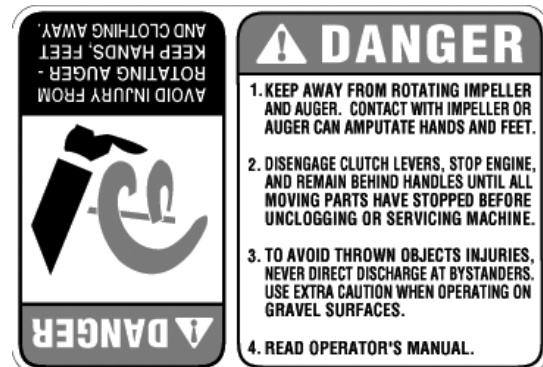 DANGER
AVOID INJURY FROM
ROTATING AUGER -
KEEP HANDS, FEET
AND CLOTHING AWAY.
DANGER
1. KEEP AWAY FROM ROTATING IMPELLER
AND AUGER. CONTACT WITH IMPELLER OR
AUGER CAN AMPUTATE HANDS AND FEET.
2. DISENGAGE CLUTCH LEVERS, STOP ENGINE,
AND REMAIN BEHIND HANDLES UNTIL ALL
MOVING PARTS HAVE STOPPED BEFORE
UNCLOGGING OR SERVICING MACHINE.
3. TO AVOID THROWN OBJECTS INJURIES,
NEVER DIRECT DISCHARGE AT BYSTANDERS.
USE EXTRA CAUTION WHEN OPERATING ON
GRAVEL SURFACES.
4. READ OPERATOR'S MANUAL.